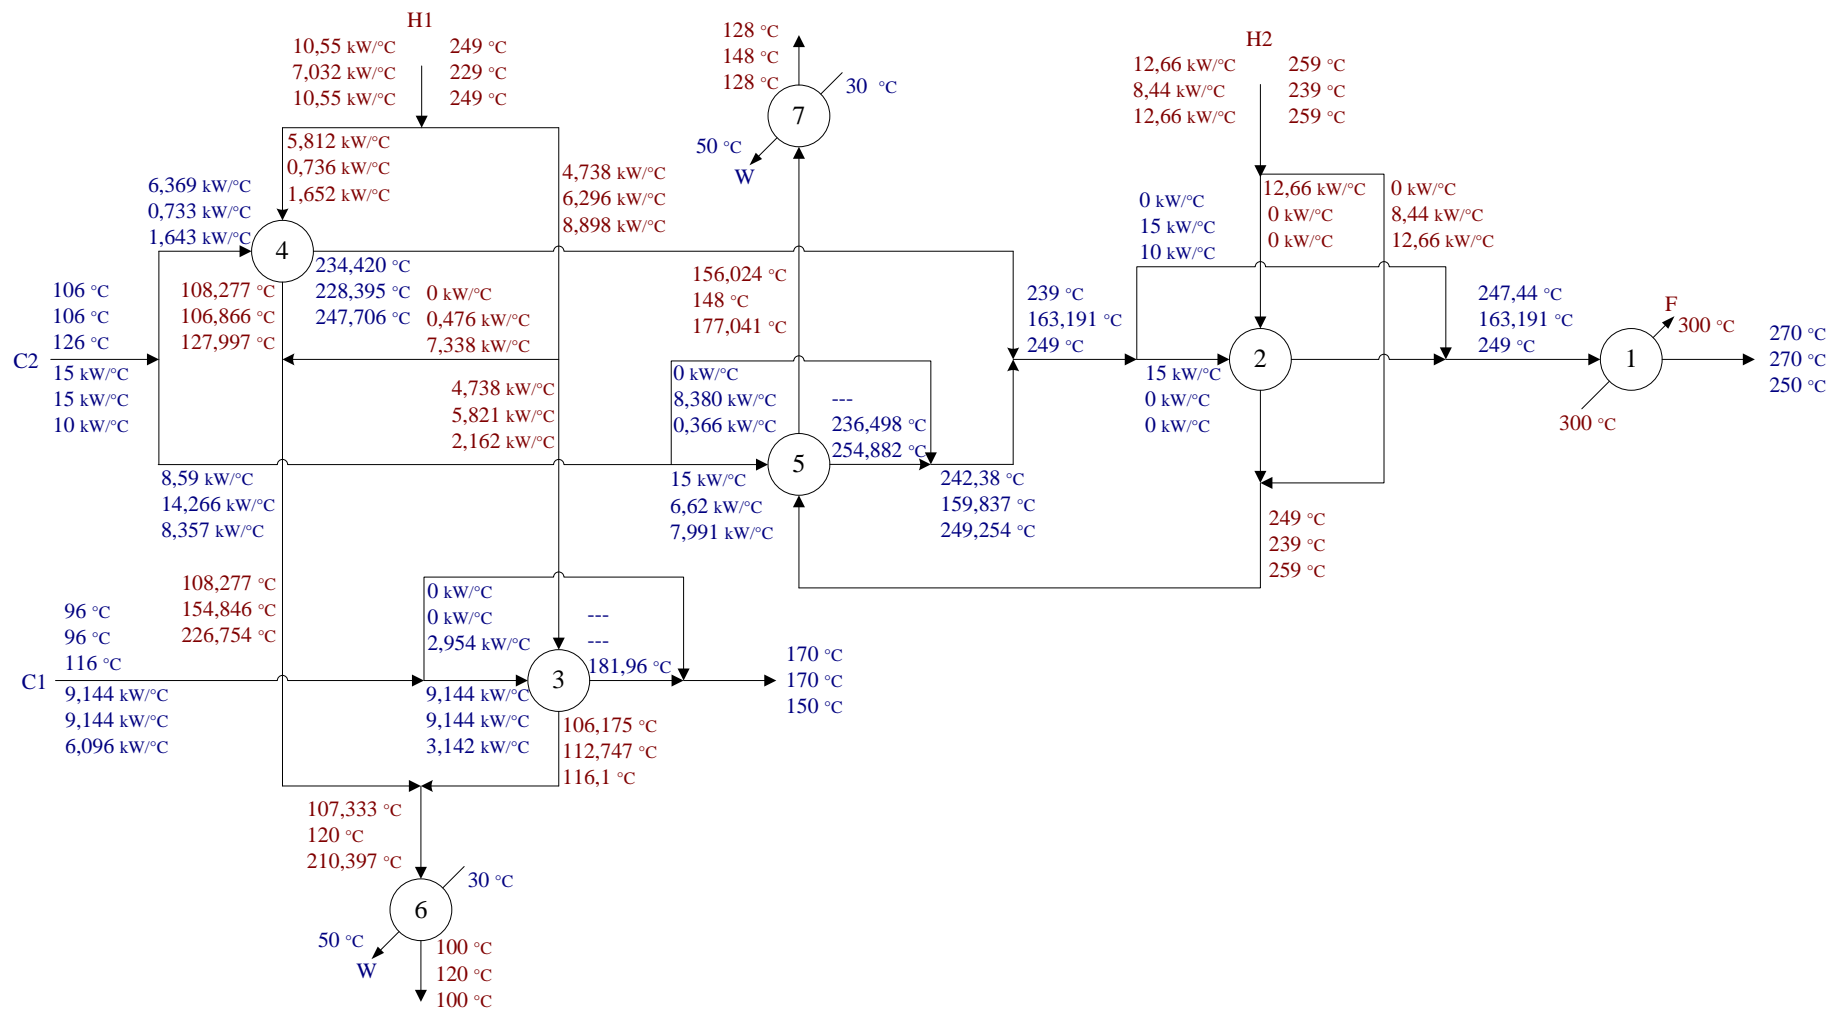 H1
10,55 kW/°C 249 °C
7,032 kW/°C 229 °C
10,55 kW/°C 249 °C
128 °C
148 °C
128 °C
7
30 °C
50 °C
W
H2
12,66 kW/°C 259 °C
8,44 kW/°C 239 °C
12,66 kW/°C 259 °C
5,812 kW/°C
0,736 kW/°C
1,652 kW/°C
4,738 kW/°C
6,296 kW/°C
8,898 kW/°C
6,369 kW/°C
0,733 kW/°C
1,643 kW/°C
4
234,420 °C
228,395 °C
247,706 °C
108,277 °C
106,866 °C
127,997 °C
0 kW/°C
0,476 kW/°C
7,338 kW/°C
106 °C
106 °C
126 °C
C2
15 kW/°C
15 kW/°C
10 kW/°C
4,738 kW/°C
5,821 kW/°C
2,162 kW/°C
156,024 °C
148 °C
177,041 °C
0 kW/°C
8,380 kW/°C
0,366 kW/°C
---
236,498 °C
254,882 °C
5
8,59 kW/°C
14,266 kW/°C
8,357 kW/°C
15 kW/°C
6,62 kW/°C
7,991 kW/°C
242,38 °C
159,837 °C
249,254 °C
239 °C
163,191 °C
249 °C
0 kW/°C
15 kW/°C
10 kW/°C
12,66 kW/°C
0 kW/°C
0 kW/°C
0 kW/°C
8,44 kW/°C
12,66 kW/°C
2
15 kW/°C
0 kW/°C
0 kW/°C
247,44 °C
163,191 °C
249 °C
F
300 °C
1
300 °C
270 °C
270 °C
250 °C
249 °C
239 °C
259 °C
108,277 °C
154,846 °C
226,754 °C
96 °C
96 °C
116 °C
C1
9,144 kW/°C
9,144 kW/°C
6,096 kW/°C
0 kW/°C
0 kW/°C
2,954 kW/°C
---
---
181,96 °C
3
9,144 kW/°C
9,144 kW/°C
3,142 kW/°C
170 °C
170 °C
150 °C
106,175 °C
112,747 °C
116,1 °C
107,333 °C
120 °C
210,397 °C
6
30 °C
50 °C
W
100 °C
120 °C
100 °C